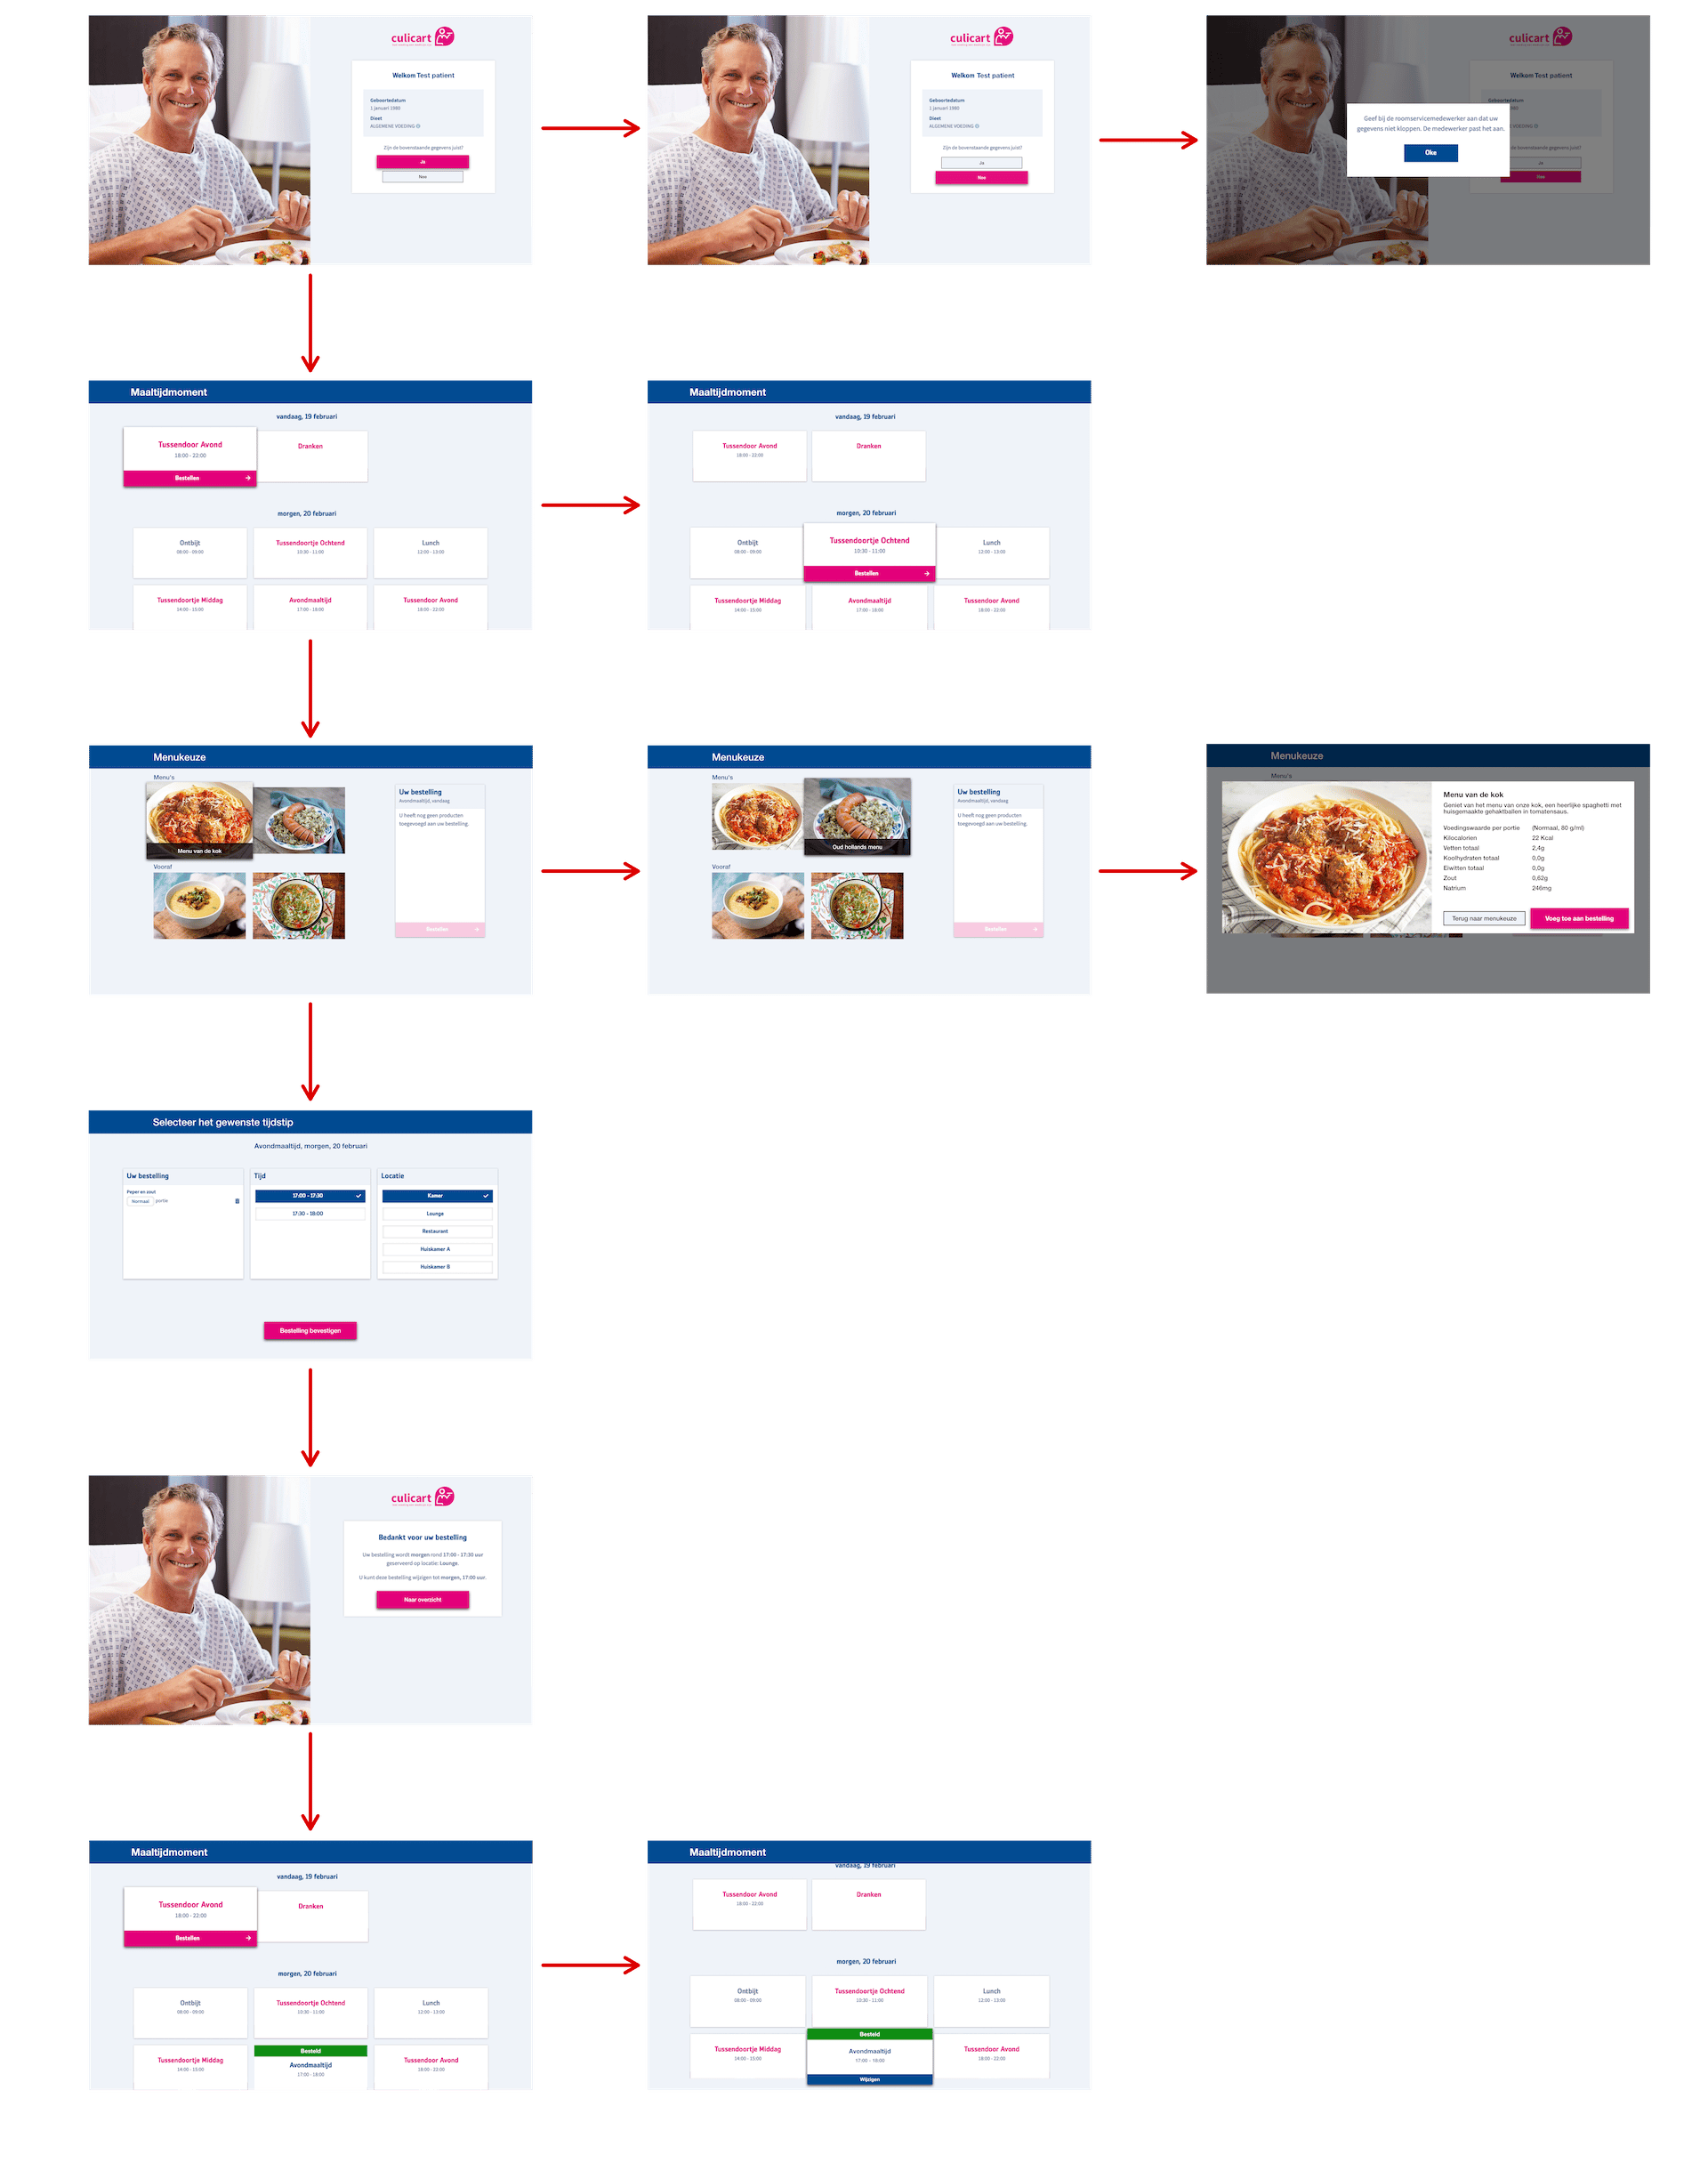 culicart
Welkom Test patient
Geboortedatum
1 januari 1980
Dieet
ALGEMENE VOEDING
Zijn de bovenstaande gegevens juist?
Ja
Nee
culicart
Welkom Test patient
Geboortedatum
1 januari 1980
Dieet
ALGEMENE VOEDING
Zijn de bovenstaande gegevens juist?
Ja
Nee
culicart
Welkom Test patient
Geboortedatum
Geef bij de roomservicemedewerker aan dat uw
gegevens niet kloppen. De medewerker past het aan.
Oke
VOEDING
de bovenstaande gegevens juist?
Ja
Nee
Maaltijdmoment
vandaag, 19 februari
Tussendoor Avond
18:00 - 22:00
Bestellen
Dranken
morgen, 20 februari
Ontbijt
08:00 - 09:00
Tussendoortje Ochtend
10:30 - 11:00
Lunch
12:00 - 13:00
Tussendoortje Middag
14:00 - 15:00
Avondmaaltijd
17:00 - 18:00
Tussendoor Avond
18:00 - 22:00
Maaltijdmoment
vandaag, 19 februari
Tussendoor Avond
18:00 - 22:00
Dranken
morgen, 20 februari
Ontbijt
08:00 - 09:00
Tussendoortje Ochtend
10:30 - 11:00
Bestellen
Lunch
12:00 - 13:00
Tussendoortje Middag
14:00 - 15:00
Avondmaaltijd
17:00 - 18:00
Tussendoor Avond
18:00 - 22:00
Menukeuze
Menu's
Menu van de kok
Vooraf
Uw bestelling
Avondmaaltijd, vandaag
U heeft nog geen producten
toegevoegd aan uw bestelling.
Bestellen
Menukeuze
Menu's
Oud hollands menu
Vooraf
Uw bestelling
Avondmaaltijd, vandaag
U heeft nog geen producten
toegevoegd aan uw bestelling.
Bestellen
Menukeuze
Menu's
Menu van de kok
Geniet van het menu van onze kok, een heerlijke spaghetti met
huisgemaakte gehaktballen in tomatensaus.
Voedingswaarde per portie (Normaal, 80 g/ml)
Kilocalorien 22 Kcal
Vetten totaal 2,4g
Koolhydraten totaal 0,0g
Eiwitten totaal 0,0g
Zout 0,62g
Natrium 246mg
Terug naar menukeuze
Voeg toe aan bestelling
Selecteer het gewenste tijdstip
Avondmaaltijd, morgen, 20 februari
Uw bestelling
Peper en zout
Normaal portie
Tijd
17:00 - 17:30
17:30 - 18:00
Locatie
Kamer
Lounge
Restaurant
Huiskamer A
Huiskamer B
Bestelling bevestigen
culicart
Bedankt voor uw bestelling
Uw bestelling wordt morgen rond 17:00 - 17:30 uur
geserveerd op locatie: Lounge.
U kunt deze bestelling wijzigen tot morgen, 17:00 uur.
Naar overzicht
Maaltijdmoment
vandaag, 19 februari
Tussendoor Avond
18:00 - 22:00
Bestellen
Dranken
morgen, 20 februari
Ontbijt
08:00 - 09:00
Tussendoortje Ochtend
10:30 - 11:00
Lunch
12:00 - 13:00
Tussendoortje Middag
14:00 - 15:00
Besteld
Avondmaaltijd
17:00 - 18:00
Tussendoor Avond
18:00 - 22:00
Maaltijdmoment
vandaag, 19 februari
Tussendoor Avond
18:00 - 22:00
Dranken
morgen, 20 februari
Ontbijt
08:00 - 09:00
Tussendoortje Ochtend
10:30 - 11:00
Lunch
12:00 - 13:00
Tussendoortje Middag
14:00 - 15:00
Besteld
Avondmaaltijd
17:00 - 18:00
Wijzigen
Tussendoor Avond
18:00 - 22:00